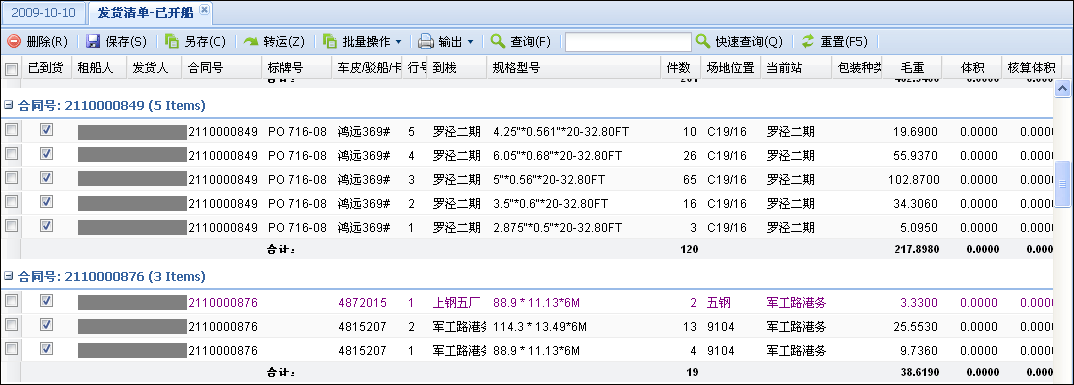 2009-10-10 发货清单-已开船
删除(R) 保存(S) 另存(C) 转运(Z) 批量操作 输出 查询(F) 快速查询(Q) 重置(F5)
已到货 租船人 发货人 合同号 标牌号 车皮/驳船/卡 行号 到栈 规格型号 件数 场地位置 当前站 包装种类 毛重 体积 核算体积
合同号: 2110000849 (5 Items)
2110000849 PO 716-08 鸿远369# 5 罗泾二期 4.25"*0.561"*20-32.80FT 10 C19/16 罗泾二期 19.6900 0.0000 0.0000
2110000849 PO 716-08 鸿远369# 4 罗泾二期 6.05"*0.68"*20-32.80FT 26 C19/16 罗泾二期 55.9370 0.0000 0.0000
2110000849 PO 716-08 鸿远369# 3 罗泾二期 5"*0.56"*20-32.80FT 65 C19/16 罗泾二期 102.8700 0.0000 0.0000
2110000849 PO 716-08 鸿远369# 2 罗泾二期 3.5"*0.6"*20-32.80FT 16 C19/16 罗泾二期 34.3060 0.0000 0.0000
2110000849 PO 716-08 鸿远369# 1 罗泾二期 2.875"*0.5"*20-32.80FT 3 C19/16 罗泾二期 5.0950 0.0000 0.0000
合计: 120 217.8980 0.0000 0.0000
合同号: 2110000876 (3 Items)
2110000876 4872015 1 上钢五厂 88.9 * 11.13*6M 2 五钢 军工路港务 3.3300 0.0000 0.0000
2110000876 4815207 2 军工路港务 114.3 * 13.49*6M 13 9104 军工路港务 25.5530 0.0000 0.0000
2110000876 4815207 1 军工路港务 88.9 * 11.13*6M 4 9104 军工路港务 9.7360 0.0000 0.0000
合计: 19 38.6190 0.0000 0.0000